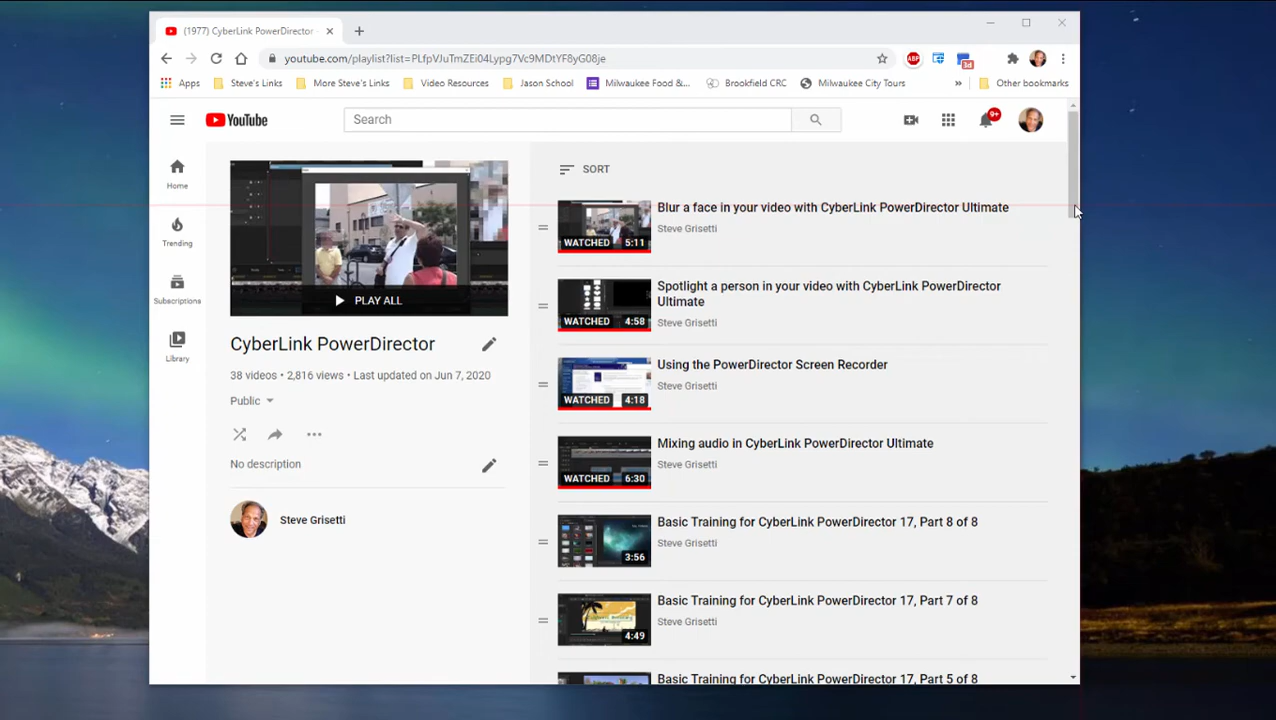 (1977) CyberLink PowerDirector
youtube.com/playlist?list=PLfpVJuTmZEi04Lypg7Vc9MDtYF8yG08je
ABP
3d
Apps
Steve's Links
More Steve's Links
Video Resources
Jason School
Milwaukee Food &...
Brookfield CRC
Milwaukee City Tours
»
Other bookmarks
YouTube
Search
9+
Home
Trending
Subscriptions
Library
PLAY ALL
CyberLink PowerDirector
38 videos • 2,816 views • Last updated on Jun 7, 2020
Public
No description
Steve Grisetti
SORT
WATCHED 5:11
Blur a face in your video with CyberLink PowerDirector Ultimate
Steve Grisetti
WATCHED 4:58
Spotlight a person in your video with CyberLink PowerDirector
Ultimate
Steve Grisetti
WATCHED 4:18
Using the PowerDirector Screen Recorder
Steve Grisetti
WATCHED 6:30
Mixing audio in CyberLink PowerDirector Ultimate
Steve Grisetti
3:56
Basic Training for CyberLink PowerDirector 17, Part 8 of 8
Steve Grisetti
4:49
Basic Training for CyberLink PowerDirector 17, Part 7 of 8
Steve Grisetti
Basic Training for CyberLink PowerDirector 17, Part 5 of 8